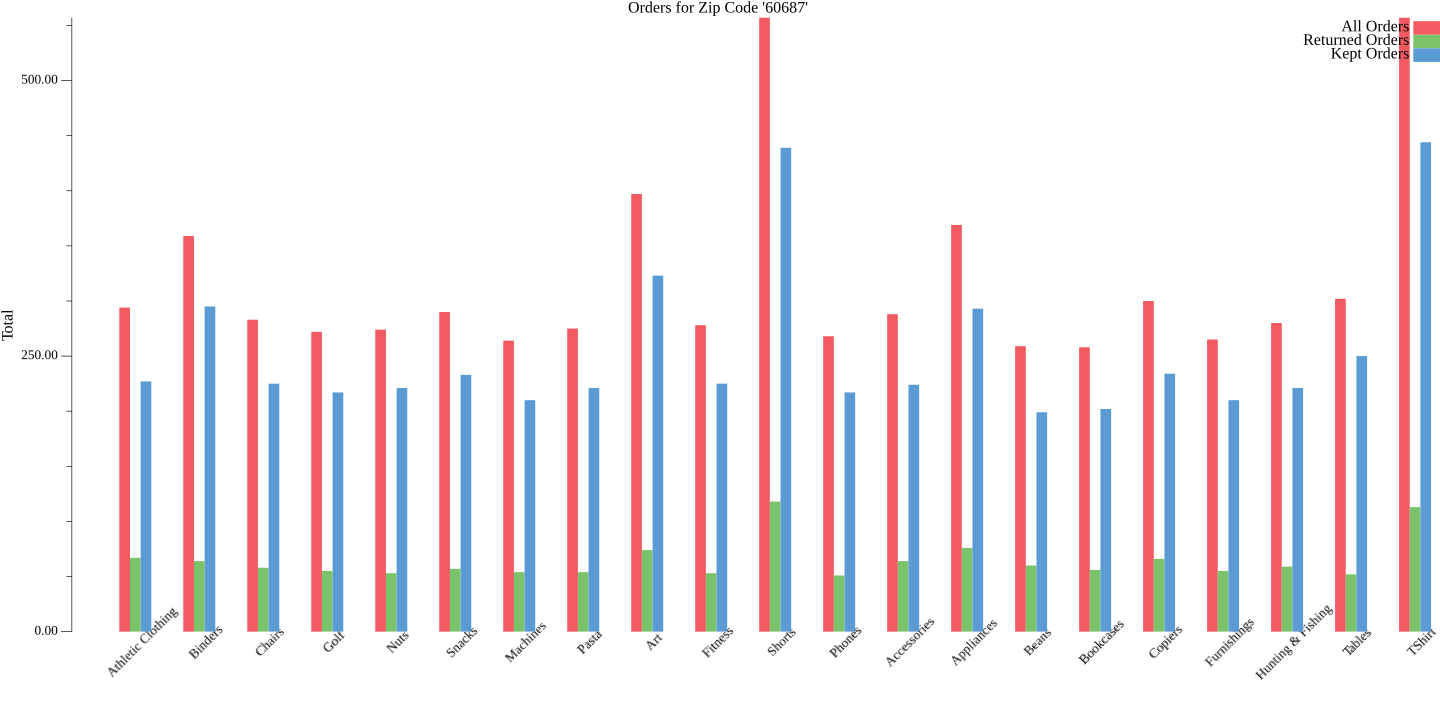 Orders for Zip Code '60687'
All Orders
Returned Orders
Kept Orders
Total
500.00
250.00
0.00
Athletic Clothing
Binders
Chairs
Golf
Nuts
Snacks
Machines
Pasta
Art
Fitness
Shorts
Phones
Accessories
Appliances
Beans
Bookcases
Copiers
Furnishings
Hunting & Fishing
Tables
TShirt